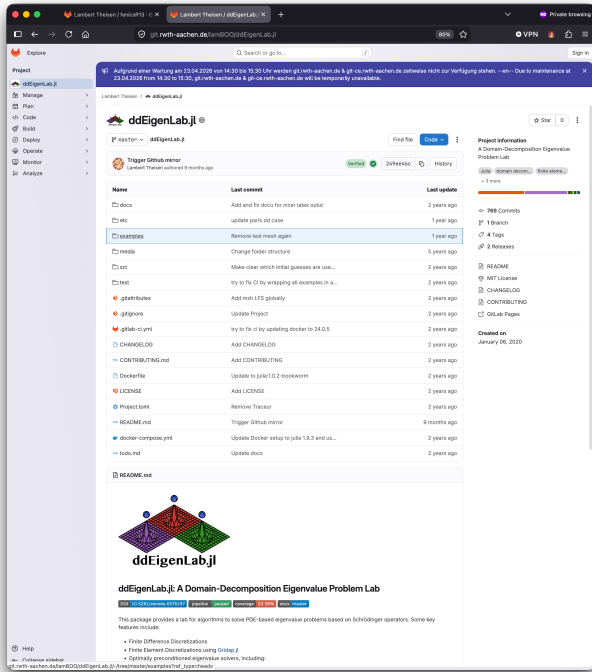 Lambert Theisen / fenicsR13 · G
Lambert Theisen / ddEigenLab.j
Private browsing
git.rwth-aachen.de/lamBOO/ddEigenLab.jl
80%
VPN
Explore
Search or go to...
/
Sign in
Project
ddEigenLab.jl
Manage
Plan
Code
Build
Deploy
Operate
Monitor
Analyze
Aufgrund einer Wartung am 23.04.2026 von 14:30 bis 15:30 Uhr werden git.rwth-aachen.de & git-ce.rwth-aachen.de zeitweise nicht zur Verfügung stehen. --en-- Due to maintenance at
23.04.2026 from 14:30 to 15:30, git.rwth-aachen.de & git-ce.rwth-aachen.de will be temporarily unavailable.
Lambert Theisen / ddEigenLab.jl
ddEigenLab.jl
Star 0
master ddEigenLab.jl
Find file Code
Trigger Github mirror
Lambert Theisen authored 9 months ago
Verified 249ee46c History
Name Last commit Last update
docs Add and fix docu for nicer latex outut 2 years ago
etc update paris dd case 1 year ago
examples Remove test mesh again 1 year ago
media Change folder structure 5 years ago
src Make clear which initial guesses are use... 2 years ago
test try to fix CI by wrapping all examples in a... 2 years ago
.gitattributes Add msh LFS globally 2 years ago
.gitignore Update Project 2 years ago
.gitlab-ci.yml try to fix ci by updating docker to 24.0.5 2 years ago
CHANGELOG Add CHANGELOG 2 years ago
CONTRIBUTING.md Add CONTRIBUTING 2 years ago
Dockerfile Update to julia:1.0.2-bookworm 2 years ago
LICENSE Add LICENSE 2 years ago
Project.toml Remove Traceur 2 years ago
README.md Trigger Github mirror 9 months ago
docker-compose.yml Update Docker setup to julia 1.9.3 and us... 2 years ago
todo.md Update docs 2 years ago
Project information
A Domain-Decomposition Eigenvalue
Problem Lab
Julia domain decom... finite eleme...
+ 3 more
769 Commits
1 Branch
4 Tags
2 Releases
README
MIT License
CHANGELOG
CONTRIBUTING
GitLab Pages
Created on
January 06, 2020
README.md
ddEigenLab.jl
ddEigenLab.jl: A Domain-Decomposition Eigenvalue Problem Lab
DOI 10.5281/zenodo.6576197 pipeline passed coverage docs master
This package provides a lab for algorithms to solve PDE-based eigenvalue problems based on Schrödinger operators. Some key
features include:
• Finite Difference Discretizations
• Finite Element Discretizations using Gridap.jl
• Optimally preconditioned eigenvalue solvers, including:
Help
Collapse sidebar
git.rwth-aachen.de/lamBOO/ddEigenLab.jl/-/tree/master/examples?ref_type=heads